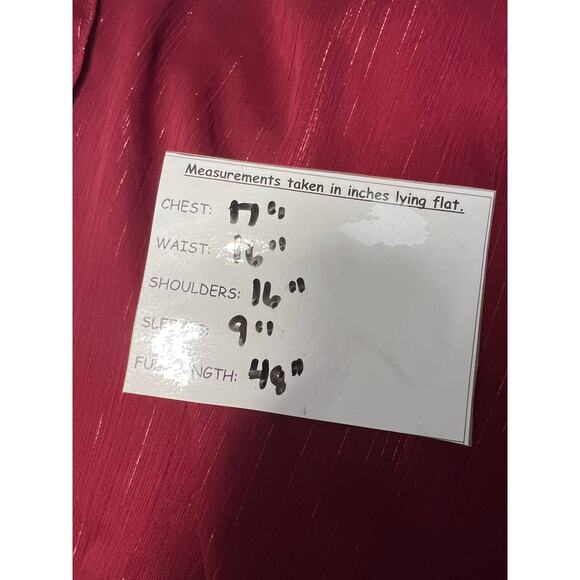 Measurements taken in inches lying flat.
CHEST: 17"
WAIST: 16"
SHOULDERS: 16"
9"
48"